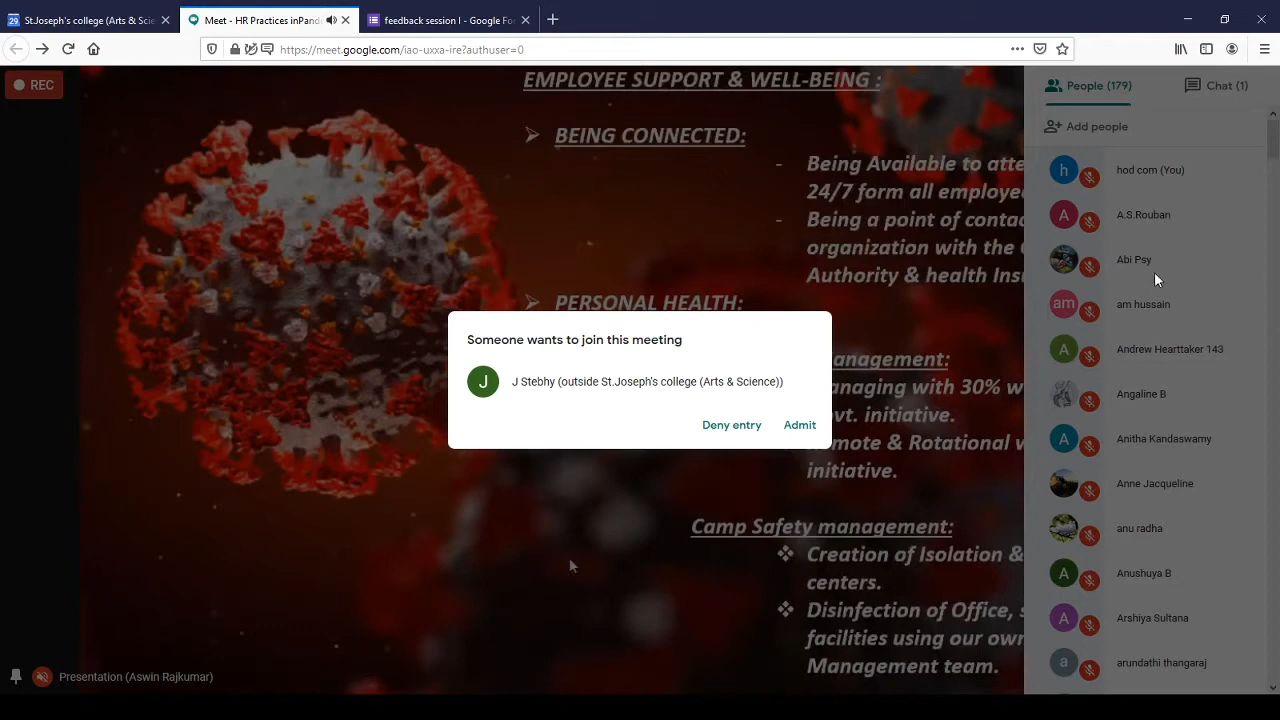 St.Joseph's college (Arts & Scie
Meet - HR Practices inPand
feedback session I - Google Fo
https://meet.google.com/iao-uxxa-ire?authuser=0
REC
EMPLOYEE SUPPORT & WELL-BEING :
➢ BEING CONNECTED:
- Being Available to atte
24/7 form all employe
- Being a point of contac
organization with the
Authority & health Ins
➢ PERSONAL HEALTH:
anagement:
anaging with 30% w
ovt. initiative.
mote & Rotational w
initiative.
Camp Safety management:
❖ Creation of Isolation &
centers.
❖ Disinfection of Office, s
facilities using our own
Management team.
Presentation (Aswin Rajkumar)
Someone wants to join this meeting
J
J Stebhy (outside St.Joseph's college (Arts & Science))
Deny entry
Admit
People (179)
Chat (1)
Add people
h
hod com (You)
A
A.S.Rouban
Abi Psy
am
am hussain
A
Andrew Hearttaker 143
Angaline B
A
Anitha Kandaswamy
Anne Jacqueline
anu radha
A
Anushuya B
A
Arshiya Sultana
a
arundathi thangaraj